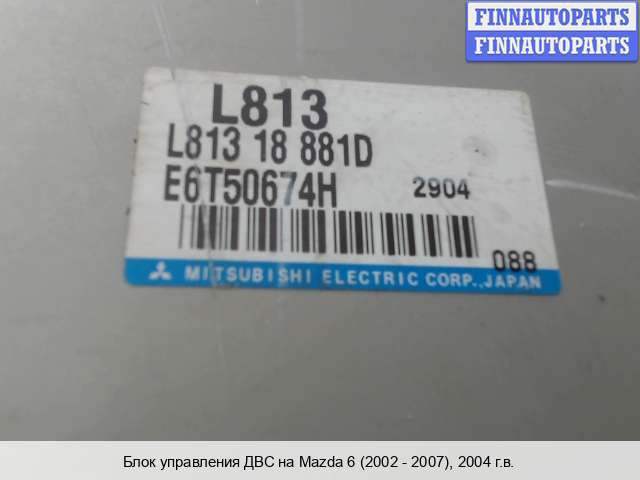 FINNAUTOPARTS
FINNAUTOPARTS
L813
L813 18 881D
E6T50674H 2904
088
MITSUBISHI ELECTRIC CORP., JAPAN
Блок управления ДВС на Mazda 6 (2002 - 2007), 2004 г.в.